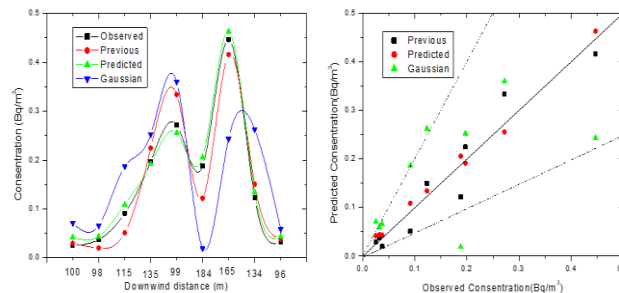 0.5
0.4
0.3
0.2
0.1
0.0
Consentration (Bq/m³)
Observed
Previous
Predicted
Gaussian
100 98 115 135 99 184 165 134 96
Downwind distance (m)
0.5
0.4
0.3
0.2
0.1
0.0
Predicted Concentration(Bq/m³)
Previous
Predicted
Gaussian
0.0 0.1 0.2 0.3 0.4 0.5
Observed Consentration(Bq/m³)